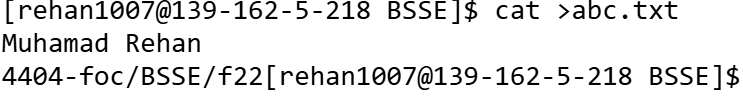 [rehan1007@139-162-5-218 BSSE]$ cat >abc.txt
Muhamad Rehan
4404-foc/BSSE/f22[rehan1007@139-162-5-218 BSSE]$